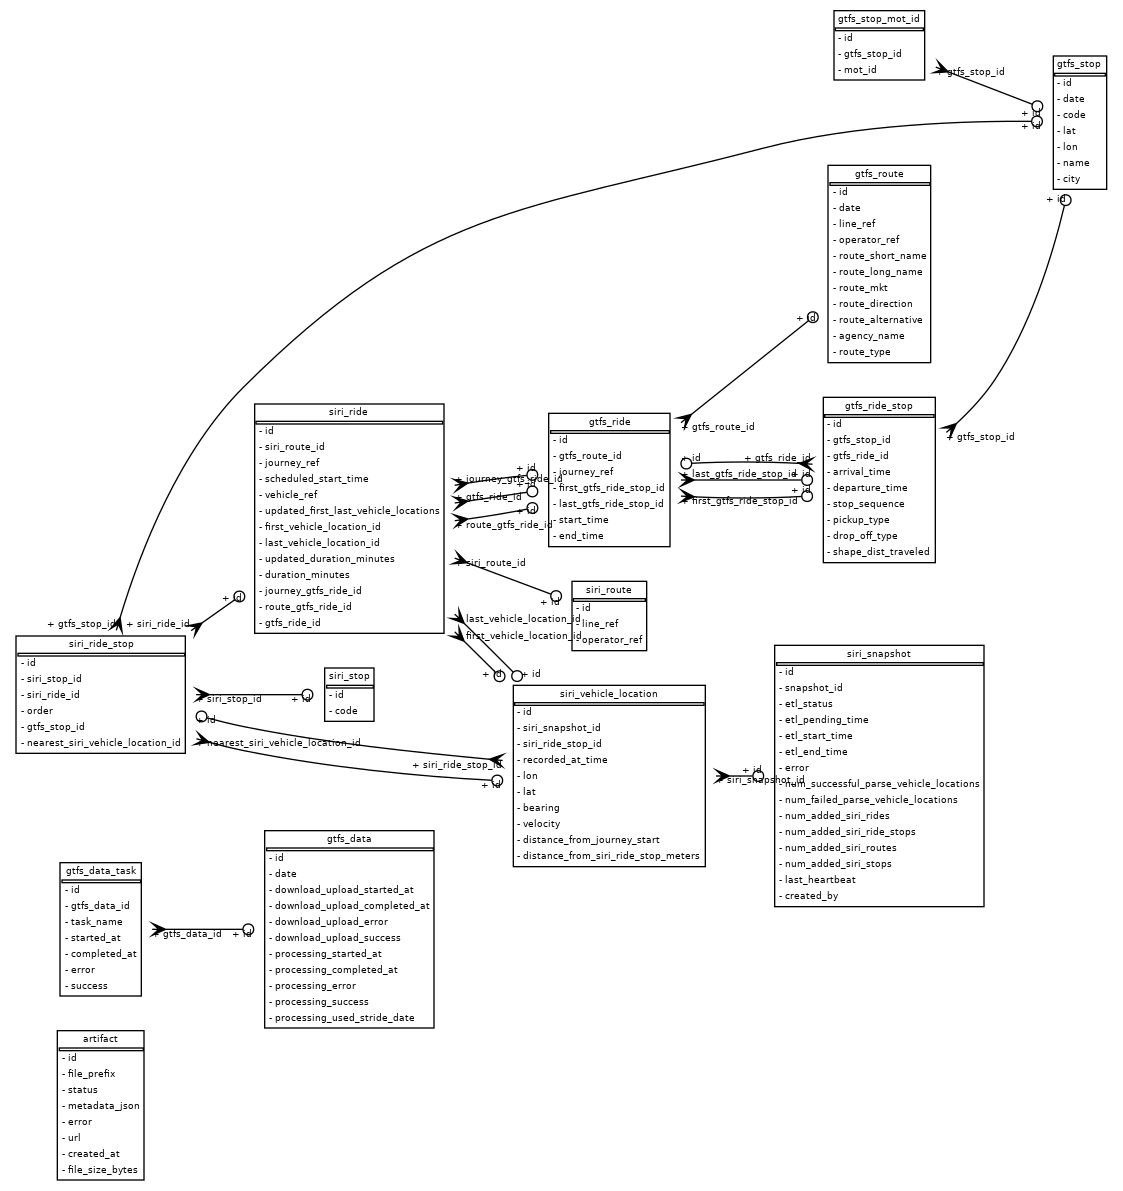 gtfs_stop_mot_id
- id
- gtfs_stop_id
- mot_id
+ gtfs_stop_id
+ id
+ id
gtfs_stop
- id
- date
- code
- lat
- lon
- name
- city
+ id
gtfs_route
- id
- date
- line_ref
- operator_ref
- route_short_name
- route_long_name
- route_mkt
- route_direction
- route_alternative
- agency_name
- route_type
+ id
+ gtfs_route_id
siri_ride
- id
- siri_route_id
- journey_ref
- scheduled_start_time
- vehicle_ref
- updated_first_last_vehicle_locations
- first_vehicle_location_id
- last_vehicle_location_id
- updated_duration_minutes
- duration_minutes
- journey_gtfs_ride_id
- route_gtfs_ride_id
- gtfs_ride_id
+ id
+ journey_gtfs_ride_id
+ id
+ gtfs_ride_id
+ id
+ route_gtfs_ride_id
gtfs_ride
- id
- gtfs_route_id
- journey_ref
- first_gtfs_ride_stop_id
- last_gtfs_ride_stop_id
- start_time
- end_time
+ id
+ gtfs_ride_id
+ last_gtfs_ride_stop_id
+ id
+ id
+ first_gtfs_ride_stop_id
gtfs_ride_stop
- id
- gtfs_stop_id
- gtfs_ride_id
- arrival_time
- departure_time
- stop_sequence
- pickup_type
- drop_off_type
- shape_dist_traveled
+ gtfs_stop_id
+ siri_route_id
+ id
siri_route
- id
- line_ref
- operator_ref
+ last_vehicle_location_id
+ first_vehicle_location_id
+ id
+ id
+ id
+ gtfs_stop_id
+ siri_ride_id
siri_ride_stop
- id
- siri_stop_id
- siri_ride_id
- order
- gtfs_stop_id
- nearest_siri_vehicle_location_id
+ siri_stop_id
+ id
siri_stop
- id
- code
+ id
+ nearest_siri_vehicle_location_id
+ siri_ride_stop_id
+ id
siri_vehicle_location
- id
- siri_snapshot_id
- siri_ride_stop_id
- recorded_at_time
- lon
- lat
- bearing
- velocity
- distance_from_journey_start
- distance_from_siri_ride_stop_meters
+ id
+ siri_snapshot_id
siri_snapshot
- id
- snapshot_id
- etl_status
- etl_pending_time
- etl_start_time
- etl_end_time
- error
- num_successful_parse_vehicle_locations
- num_failed_parse_vehicle_locations
- num_added_siri_rides
- num_added_siri_ride_stops
- num_added_siri_routes
- num_added_siri_stops
- last_heartbeat
- created_by
gtfs_data_task
- id
- gtfs_data_id
- task_name
- started_at
- completed_at
- error
- success
+ gtfs_data_id
+ id
gtfs_data
- id
- date
- download_upload_started_at
- download_upload_completed_at
- download_upload_error
- download_upload_success
- processing_started_at
- processing_completed_at
- processing_error
- processing_success
- processing_used_stride_date
artifact
- id
- file_prefix
- status
- metadata_json
- error
- url
- created_at
- file_size_bytes